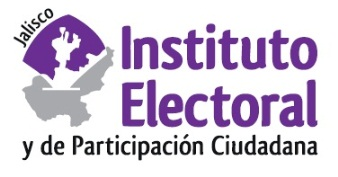 Jalisco
Instituto
Electoral
y de Participación Ciudadana